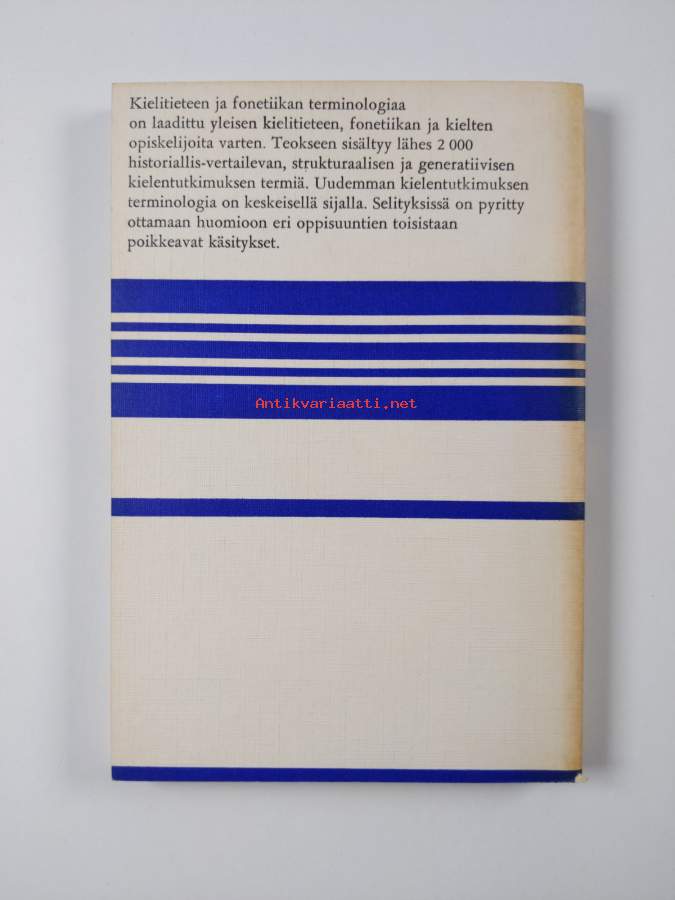 Kielitieteen ja fonetiikan terminologiaa
on laadittu yleisen kielitieteen, fonetiikan ja kielten
opiskelijoita varten. Teokseen sisältyy lähes 2 000
historiallis-vertailevan, strukturaalisen ja generatiivisen
kielentutkimuksen termiä. Uudemman kielentutkimuksen
terminologia on keskeisellä sijalla. Selityksissä on pyritty
ottamaan huomioon eri oppisuuntien toisistaan
poikkeavat käsitykset.
Antikvariaatti.net